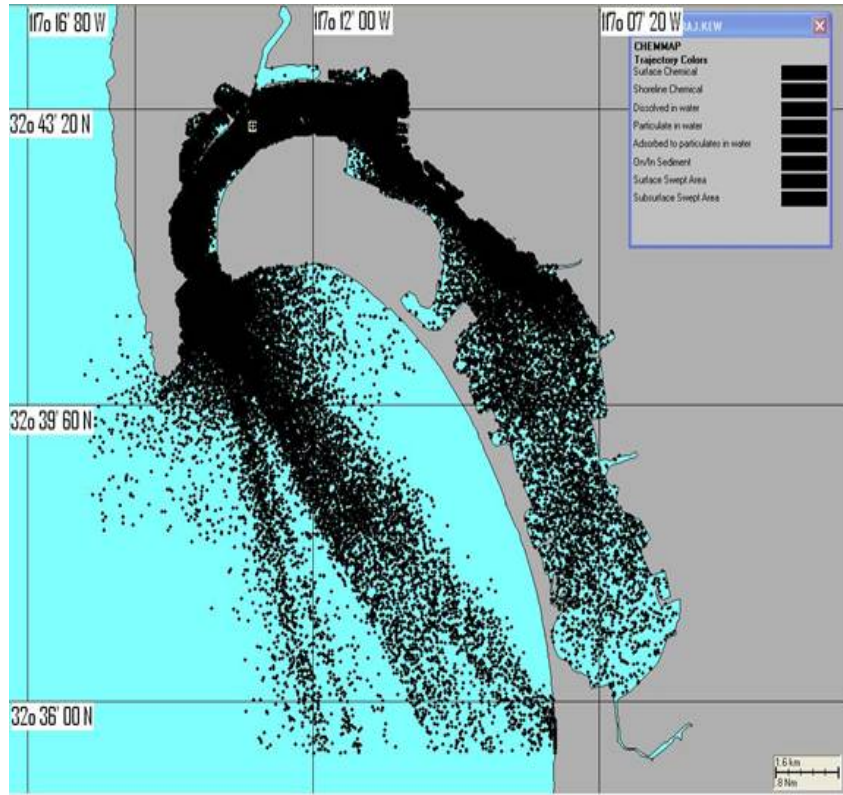 117o 16' 80 W
117o 12' 00 W
117o 07' 20 W
AJ.KEW
CHEMMAP
Trajectory Colors
Surface Chemical
Shoreline Chemical
Dissolved in water
Particulate in water
Adsorbed to particulates in water
On/In Sediment
Surface Swept Area
Subsurface Swept Area
32o 43' 20 N
32o 39' 60 N
32o 36' 00 N
1.6 km
.8 Nm